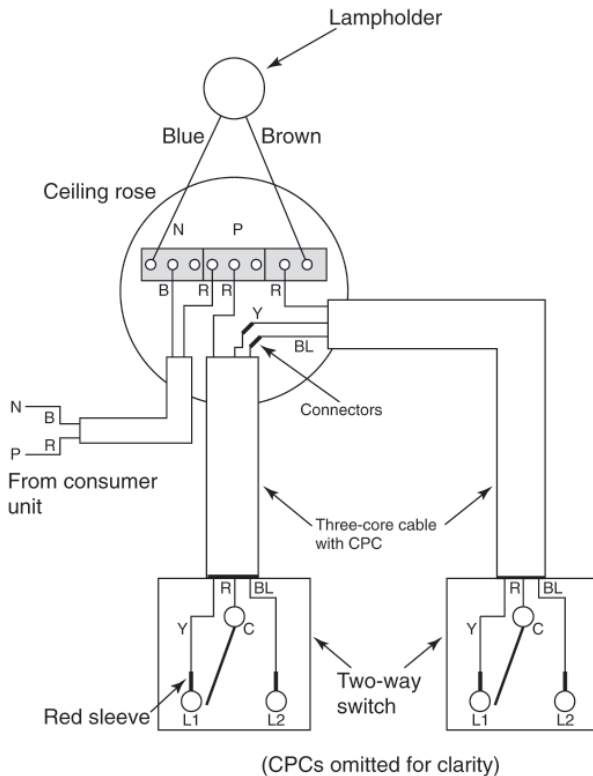 Lampholder
Blue
Brown
Ceiling rose
N
P
B
R
R
R
Y
BL
Connectors
N
B
P
R
From consumer
unit
Three-core cable
with CPC
R
BL
Y
C
L1
L2
Red sleeve
Two-way
switch
R
BL
Y
C
L1
L2
(CPCs omitted for clarity)